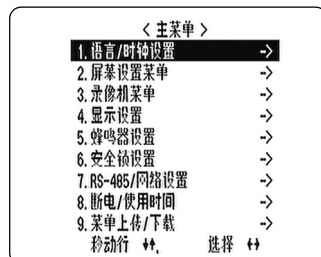 < 主菜单 >
1.语言/时钟设置 ->
2.屏幕设置菜单 ->
3.录像机菜单 ->
4.显示设置 ->
5.蜂鸣器设置 ->
6.安全锁设置 ->
7.RS-485/网络设置 ->
8.断电/使用时间 ->
9.菜单上传/下载 ->
移动行 ↓↑, 选择 ↔